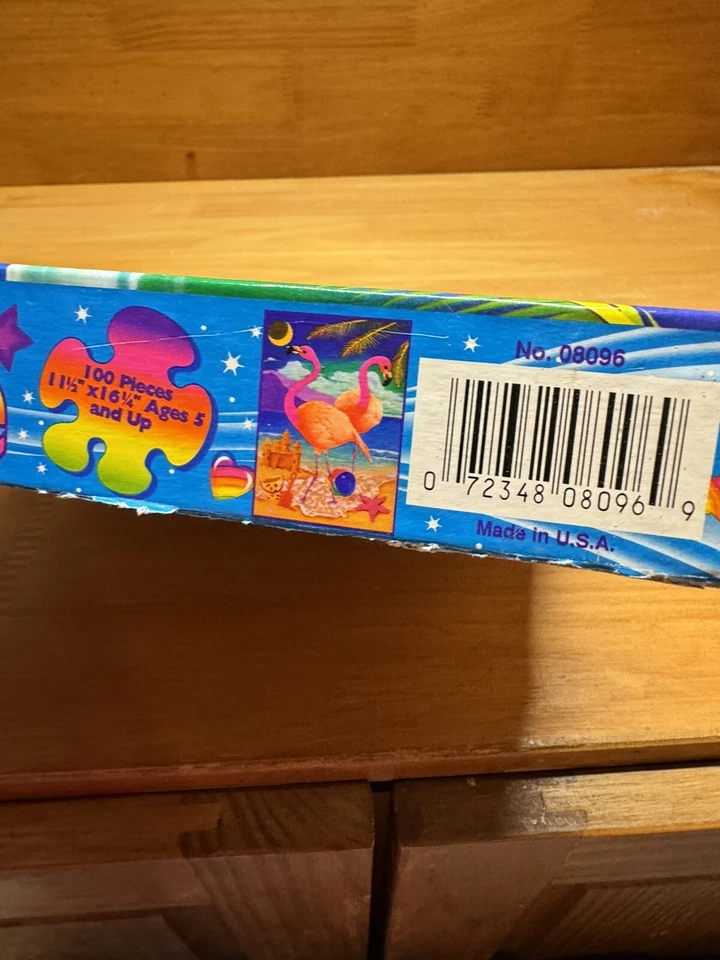 100 Pieces
11½" x 16¼" Ages 5
and Up
No. 08096
0 72348 08096 9
Made in U.S.A.